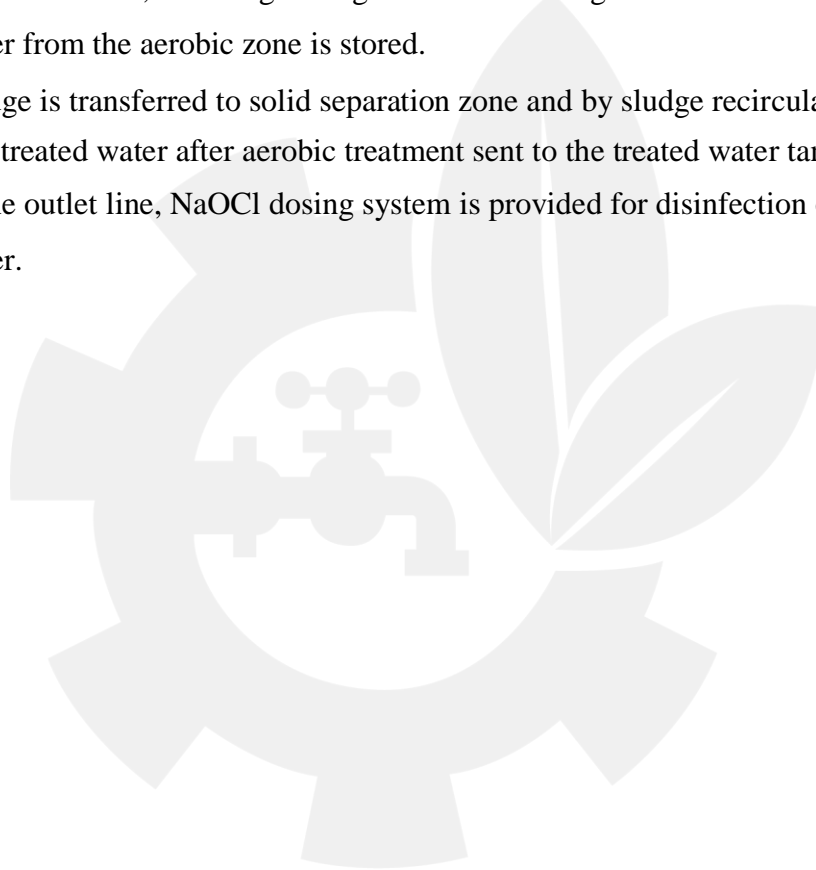 er from the aerobic zone is stored.
ge is transferred to solid separation zone and by sludge recircula
treated water after aerobic treatment sent to the treated water tan
e outlet line, NaOCl dosing system is provided for disinfection
er.